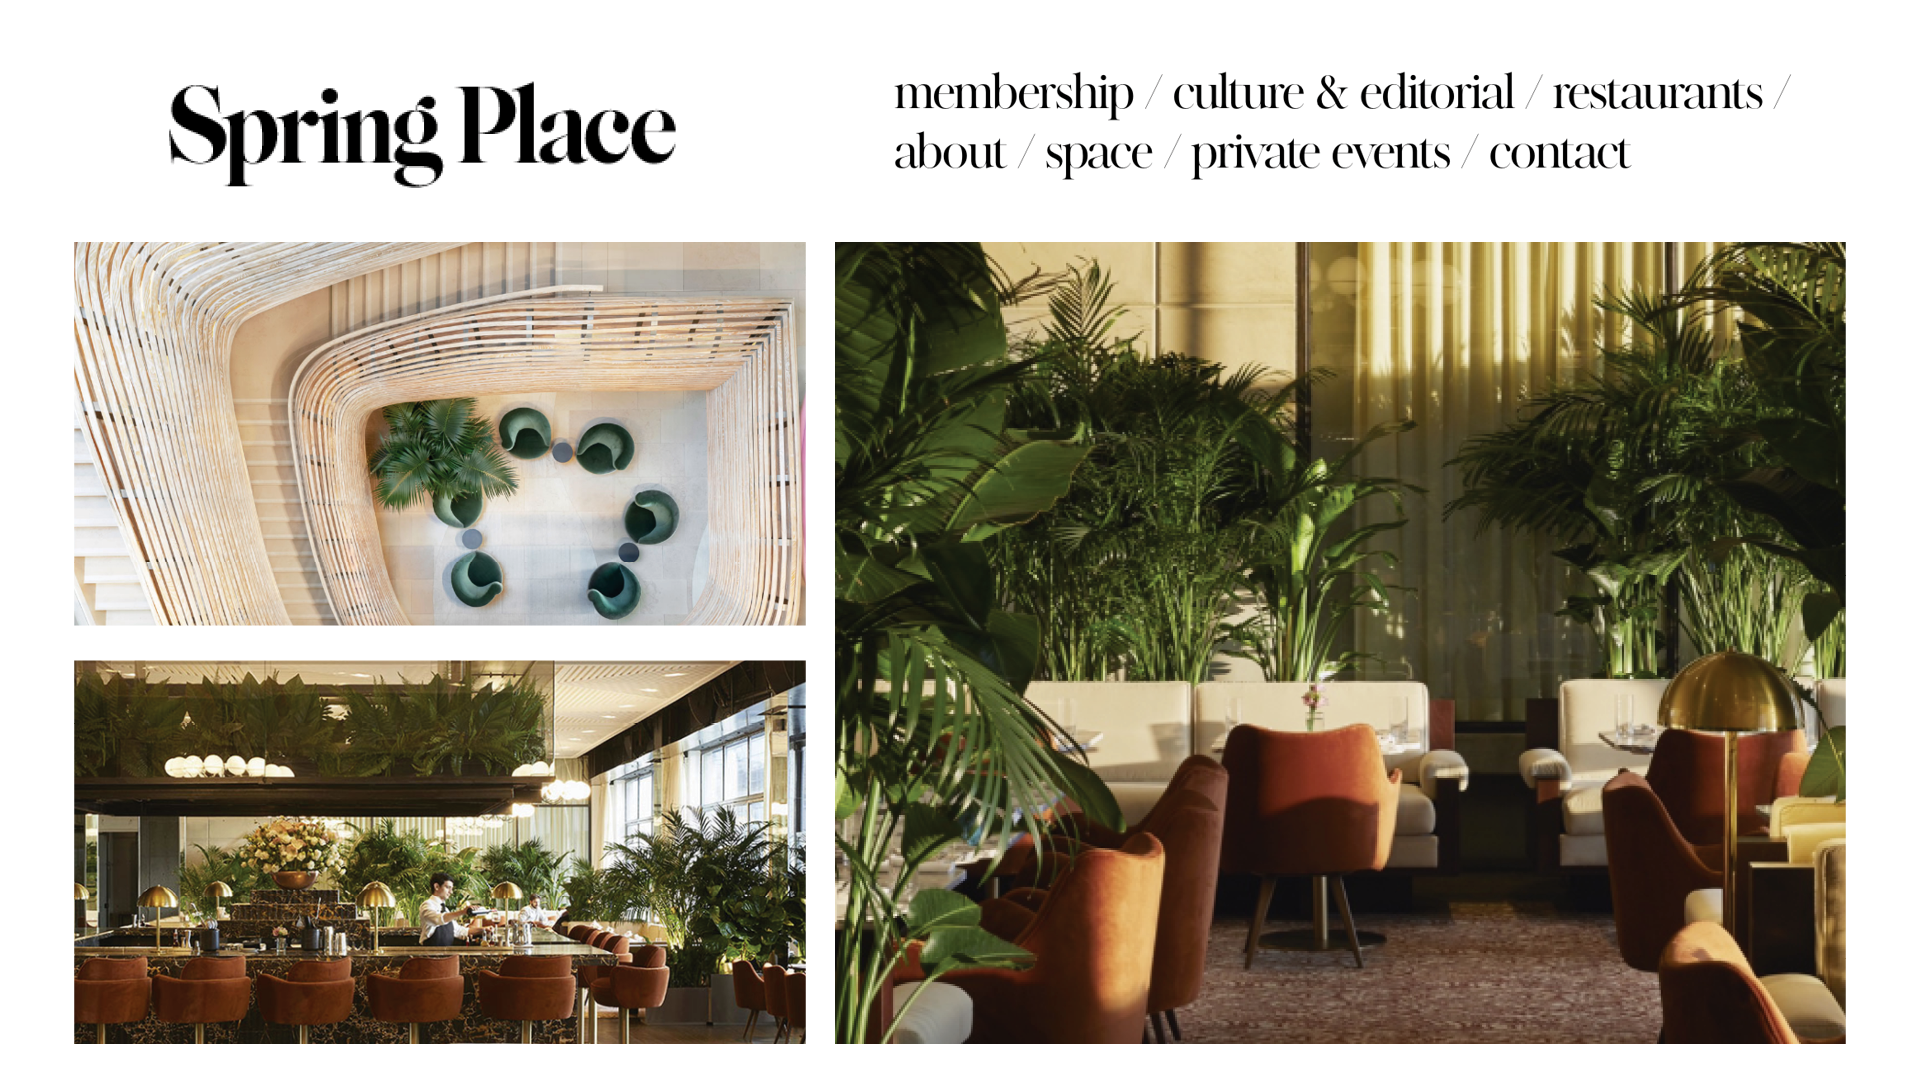 Spring Place
membership / culture & editorial / restaurants /
about / space / private events / contact